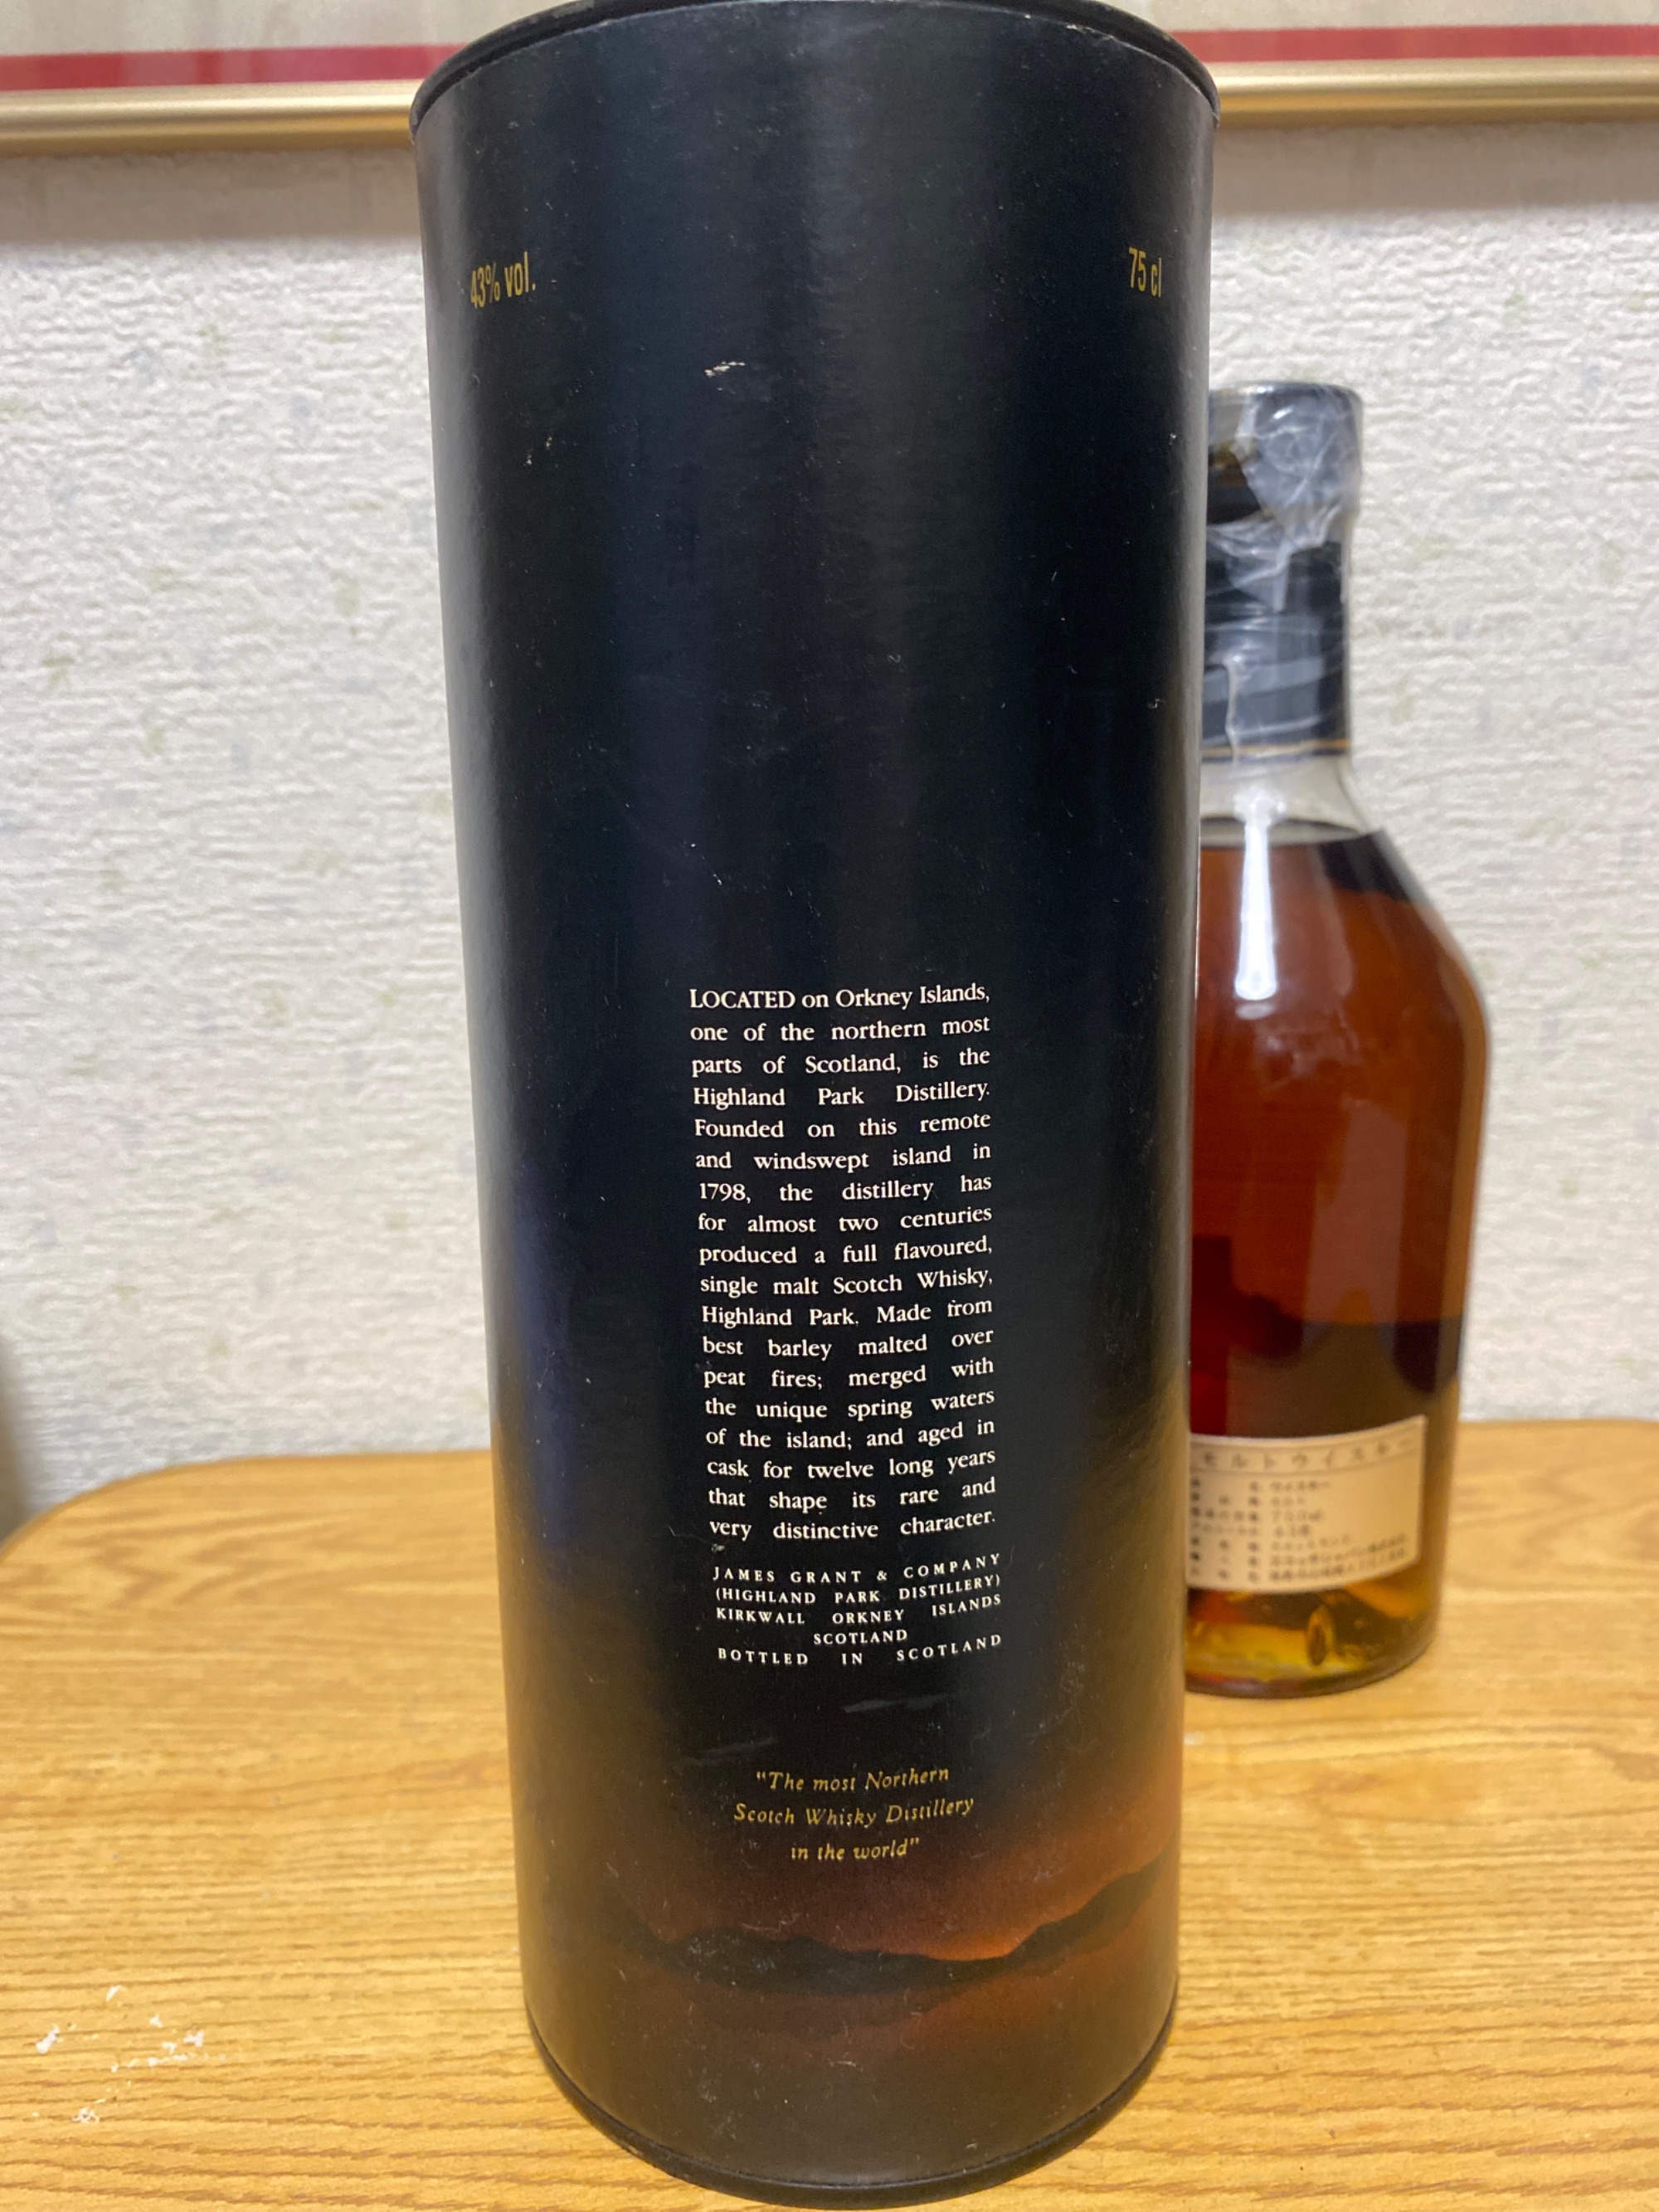 43% vol.
75 cl
LOCATED on Orkney Islands,
one of the northern most
parts of Scotland, is the
Highland Park Distillery.
Founded on this remote
and windswept island in
1798, the distillery has
for almost two centuries
produced a full flavoured,
single malt Scotch Whisky,
Highland Park. Made from
best barley malted over
peat fires; merged with
the unique spring waters
of the island; and aged in
cask for twelve long years
that shape its rare and
very distinctive character.
JAMES GRANT & COMPANY
(HIGHLAND PARK DISTILLERY)
KIRKWALL ORKNEY ISLANDS
SCOTLAND
BOTTLED IN SCOTLAND
"The most Northern
Scotch Whisky Distillery
in the world"
モルトウイスキー
ウイスキー